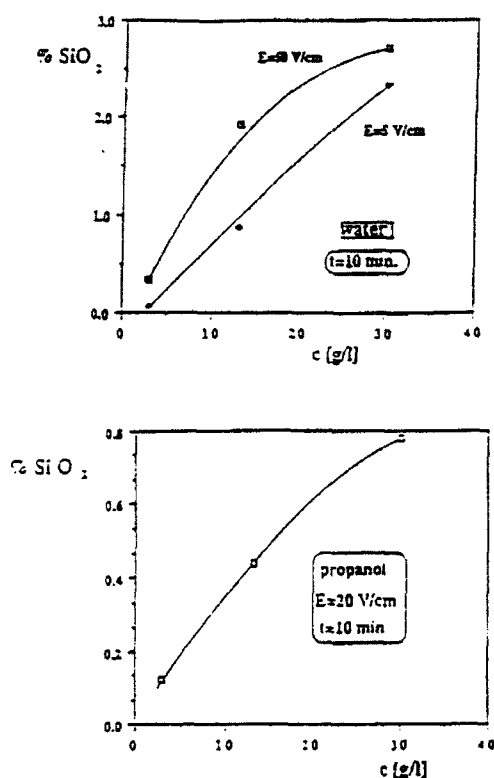 3.0
% SiO2
E=50 V/cm
2.0
E=5 V/cm
1.0
water
t=10 min.
0.0
0 10 20 30 40
c [g/l]
0.8
% SiO2
0.6
propanol
0.4
E=20 V/cm
t=10 min
0.2
0.0
0 10 20 30 40
c [g/l]